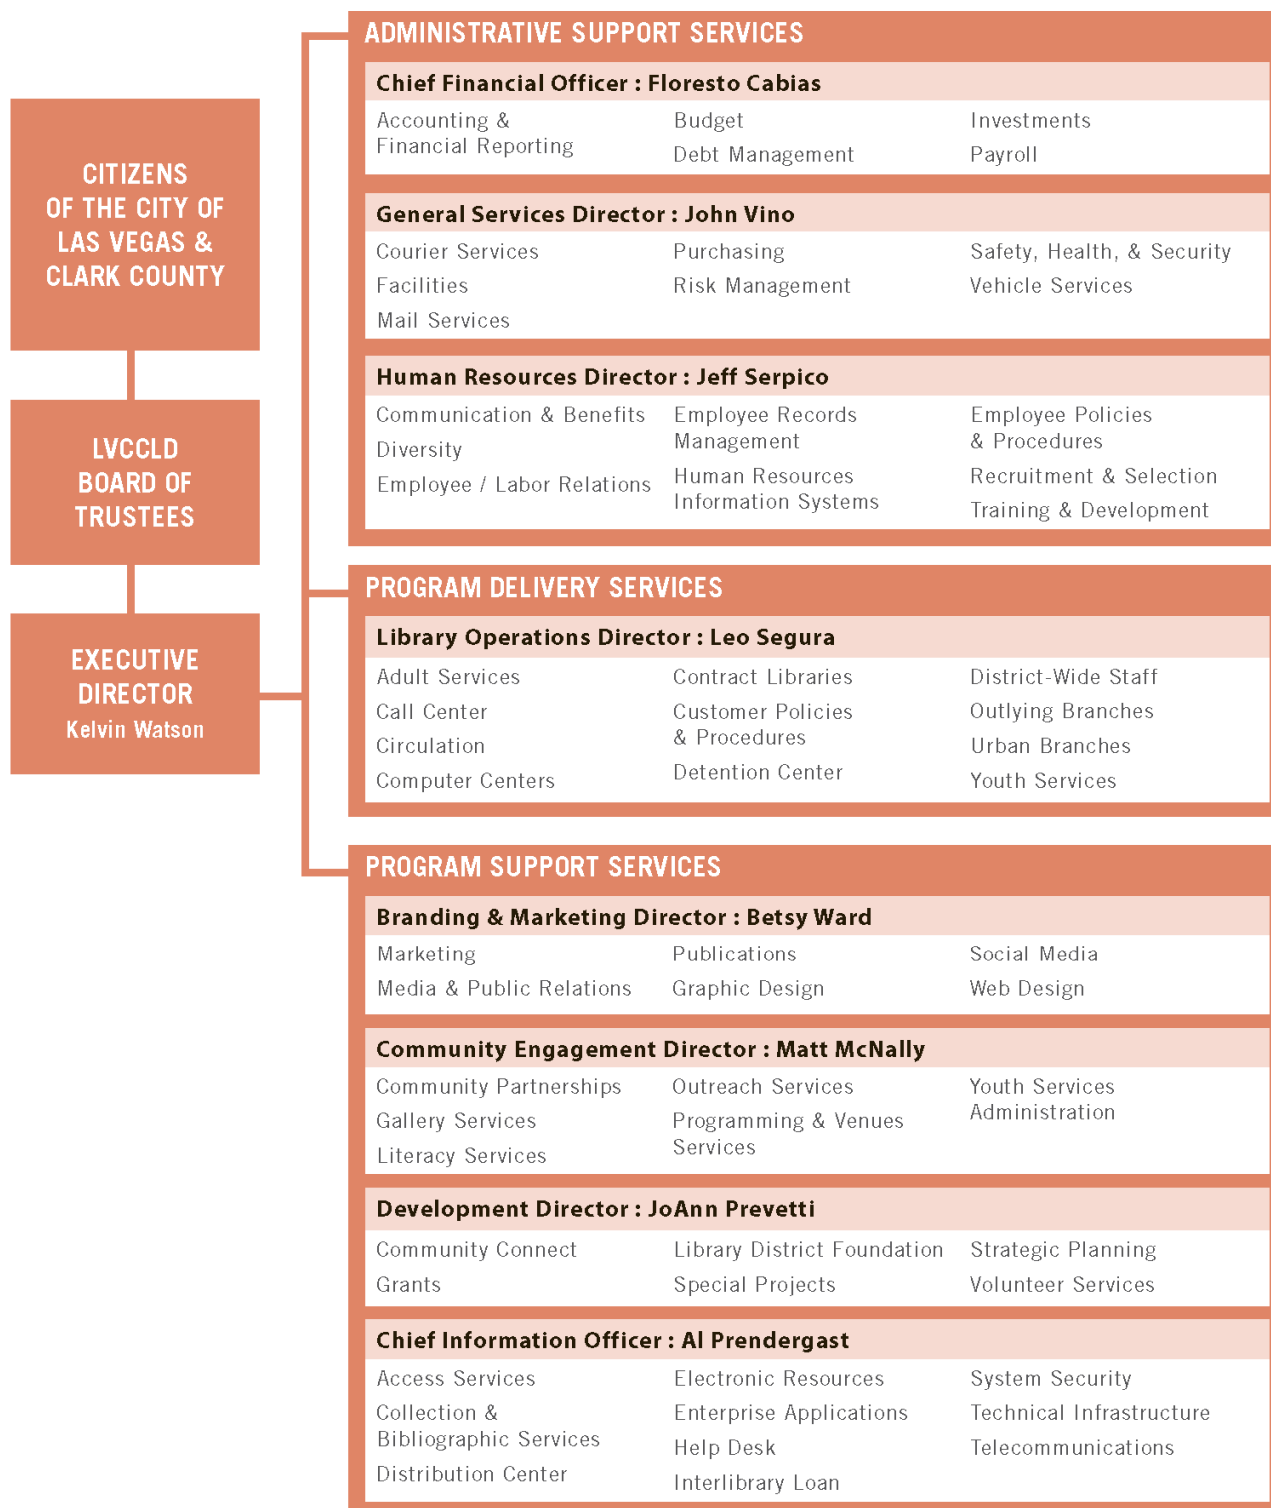 CITIZENS
OF THE CITY OF
LAS VEGAS &
CLARK COUNTY
LVCCLD
BOARD OF
TRUSTEES
EXECUTIVE
DIRECTOR
Kelvin Watson
ADMINISTRATIVE SUPPORT SERVICES
Chief Financial Officer : Floresto Cabias
Accounting &
Financial Reporting
Budget
Debt Management
Investments
Payroll
General Services Director : John Vino
Courier Services
Facilities
Mail Services
Purchasing
Risk Management
Safety, Health, & Security
Vehicle Services
Human Resources Director : Jeff Serpico
Communication & Benefits
Diversity
Employee / Labor Relations
Employee Records
Management
Human Resources
Information Systems
Employee Policies
& Procedures
Recruitment & Selection
Training & Development
PROGRAM DELIVERY SERVICES
Library Operations Director : Leo Segura
Adult Services
Call Center
Circulation
Computer Centers
Contract Libraries
Customer Policies
& Procedures
Detention Center
District-Wide Staff
Outlying Branches
Urban Branches
Youth Services
PROGRAM SUPPORT SERVICES
Branding & Marketing Director : Betsy Ward
Marketing
Media & Public Relations
Publications
Graphic Design
Social Media
Web Design
Community Engagement Director : Matt McNally
Community Partnerships
Gallery Services
Literacy Services
Outreach Services
Programming & Venues
Services
Youth Services
Administration
Development Director : JoAnn Prevetti
Community Connect
Grants
Library District Foundation
Special Projects
Strategic Planning
Volunteer Services
Chief Information Officer : Al Prendergast
Access Services
Collection &
Bibliographic Services
Distribution Center
Electronic Resources
Enterprise Applications
Help Desk
Interlibrary Loan
System Security
Technical Infrastructure
Telecommunications